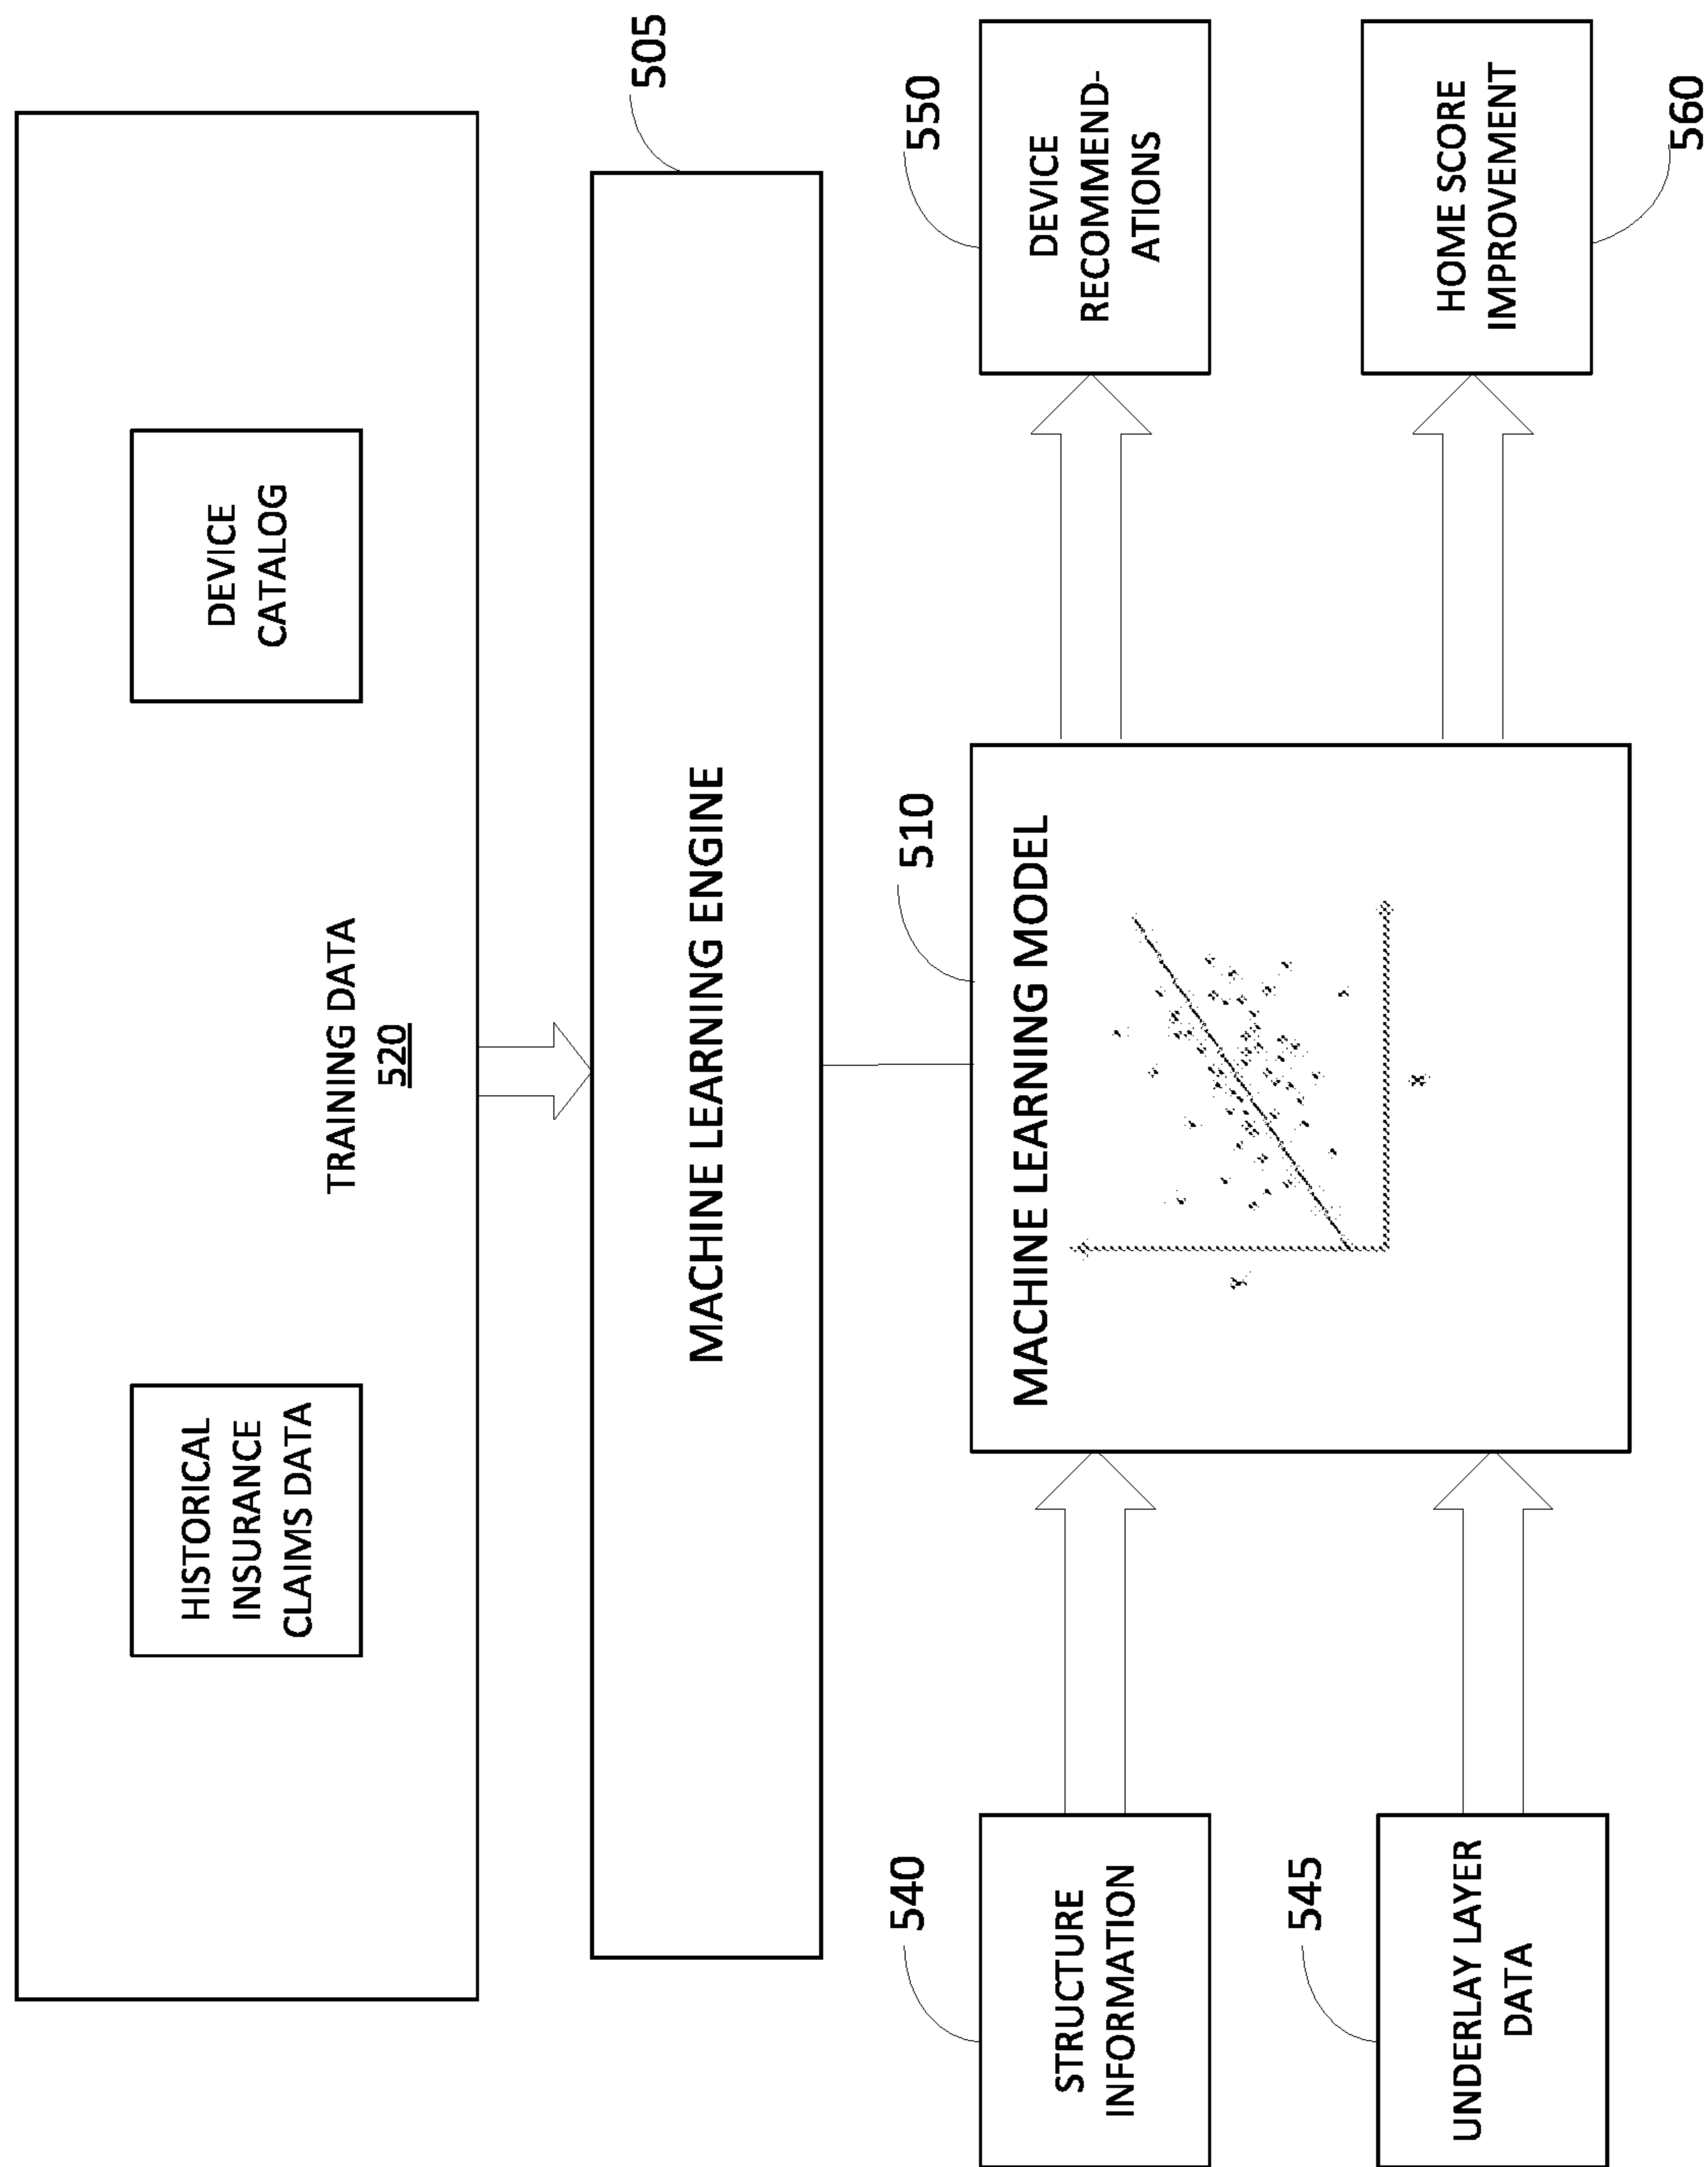 HISTORICAL
INSURANCE
CLAIMS DATA
DEVICE
CATALOG
TRAINING DATA
520
505
MACHINE LEARNING ENGINE
540
STRUCTURE
INFORMATION
545
UNDERLAY LAYER
DATA
510
MACHINE LEARNING MODEL
550
DEVICE
RECOMMEND-
ATIONS
HOME SCORE
IMPROVEMENT
560